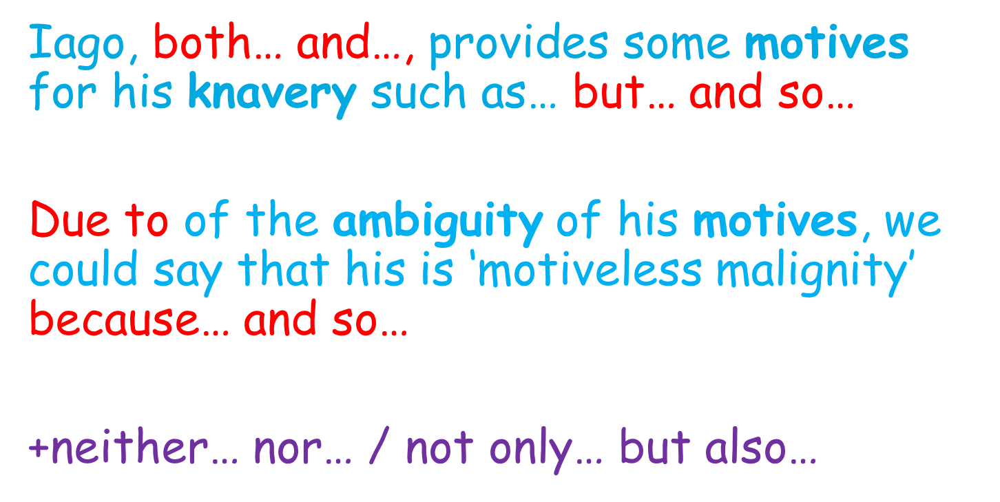 Iago, both… and…, provides some motives
for his knavery such as… but… and so…
Due to of the ambiguity of his motives, we
could say that his is ‘motiveless malignity’
because… and so…
+neither… nor… / not only… but also…